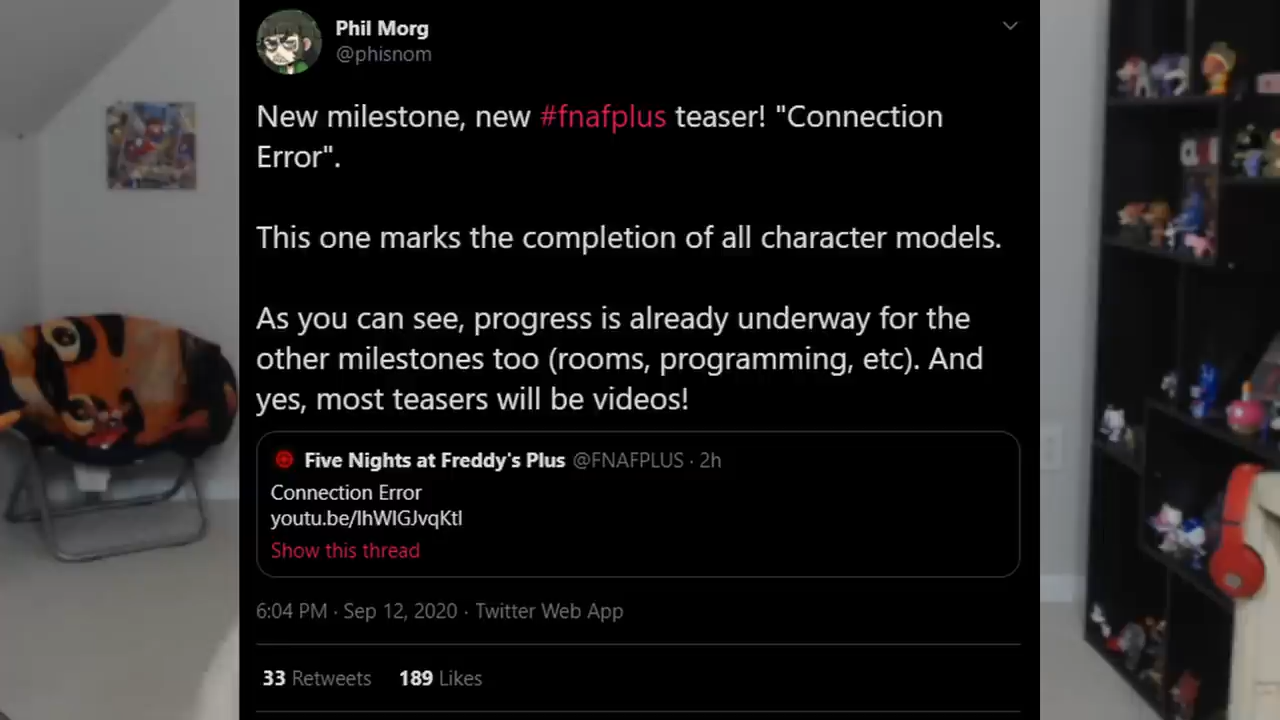 Phil Morg
@phisnom
New milestone, new #fnafplus teaser! "Connection
Error".
This one marks the completion of all character models.
As you can see, progress is already underway for the
other milestones too (rooms, programming, etc). And
yes, most teasers will be videos!
Five Nights at Freddy's Plus @FNAFPLUS · 2h
Connection Error
youtu.be/lhWlGJvqKtI
Show this thread
6:04 PM · Sep 12, 2020 · Twitter Web App
33 Retweets 189 Likes